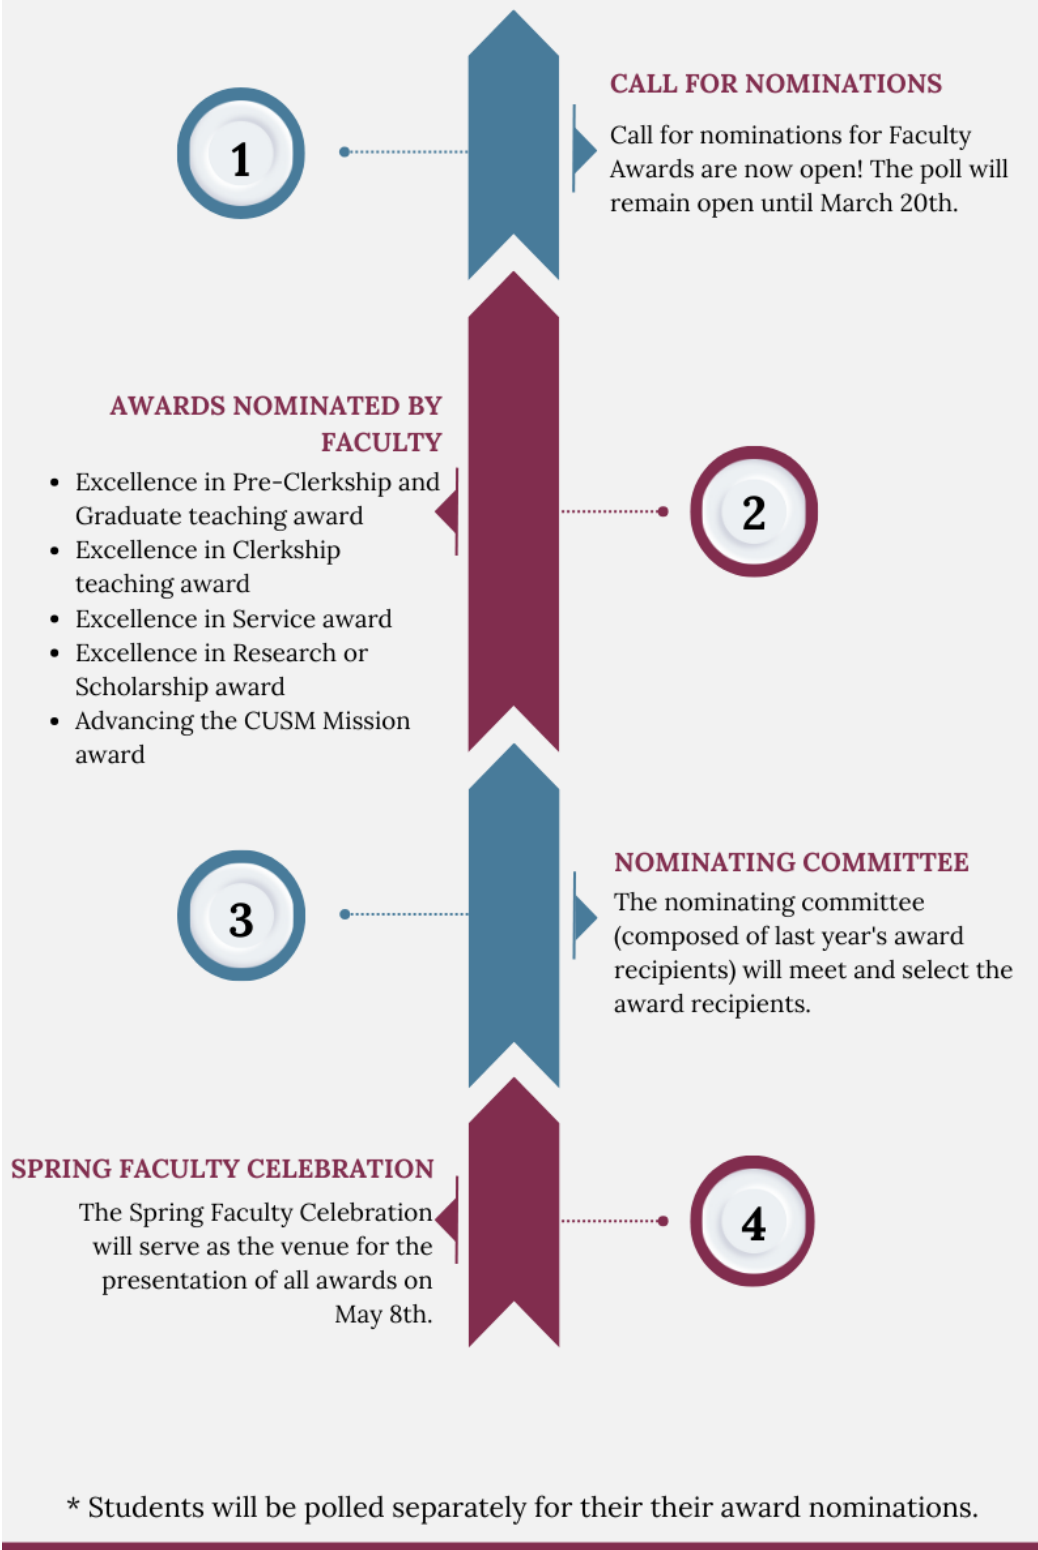 1
CALL FOR NOMINATIONS
Call for nominations for Faculty
Awards are now open! The poll will
remain open until March 20th.
AWARDS NOMINATED BY
FACULTY
• Excellence in Pre-Clerkship and
Graduate teaching award
• Excellence in Clerkship
teaching award
• Excellence in Service award
• Excellence in Research or
Scholarship award
• Advancing the CUSM Mission
award
2
3
NOMINATING COMMITTEE
The nominating committee
(composed of last year's award
recipients) will meet and select the
award recipients.
SPRING FACULTY CELEBRATION
The Spring Faculty Celebration
will serve as the venue for the
presentation of all awards on
May 8th.
4
* Students will be polled separately for their their award nominations.